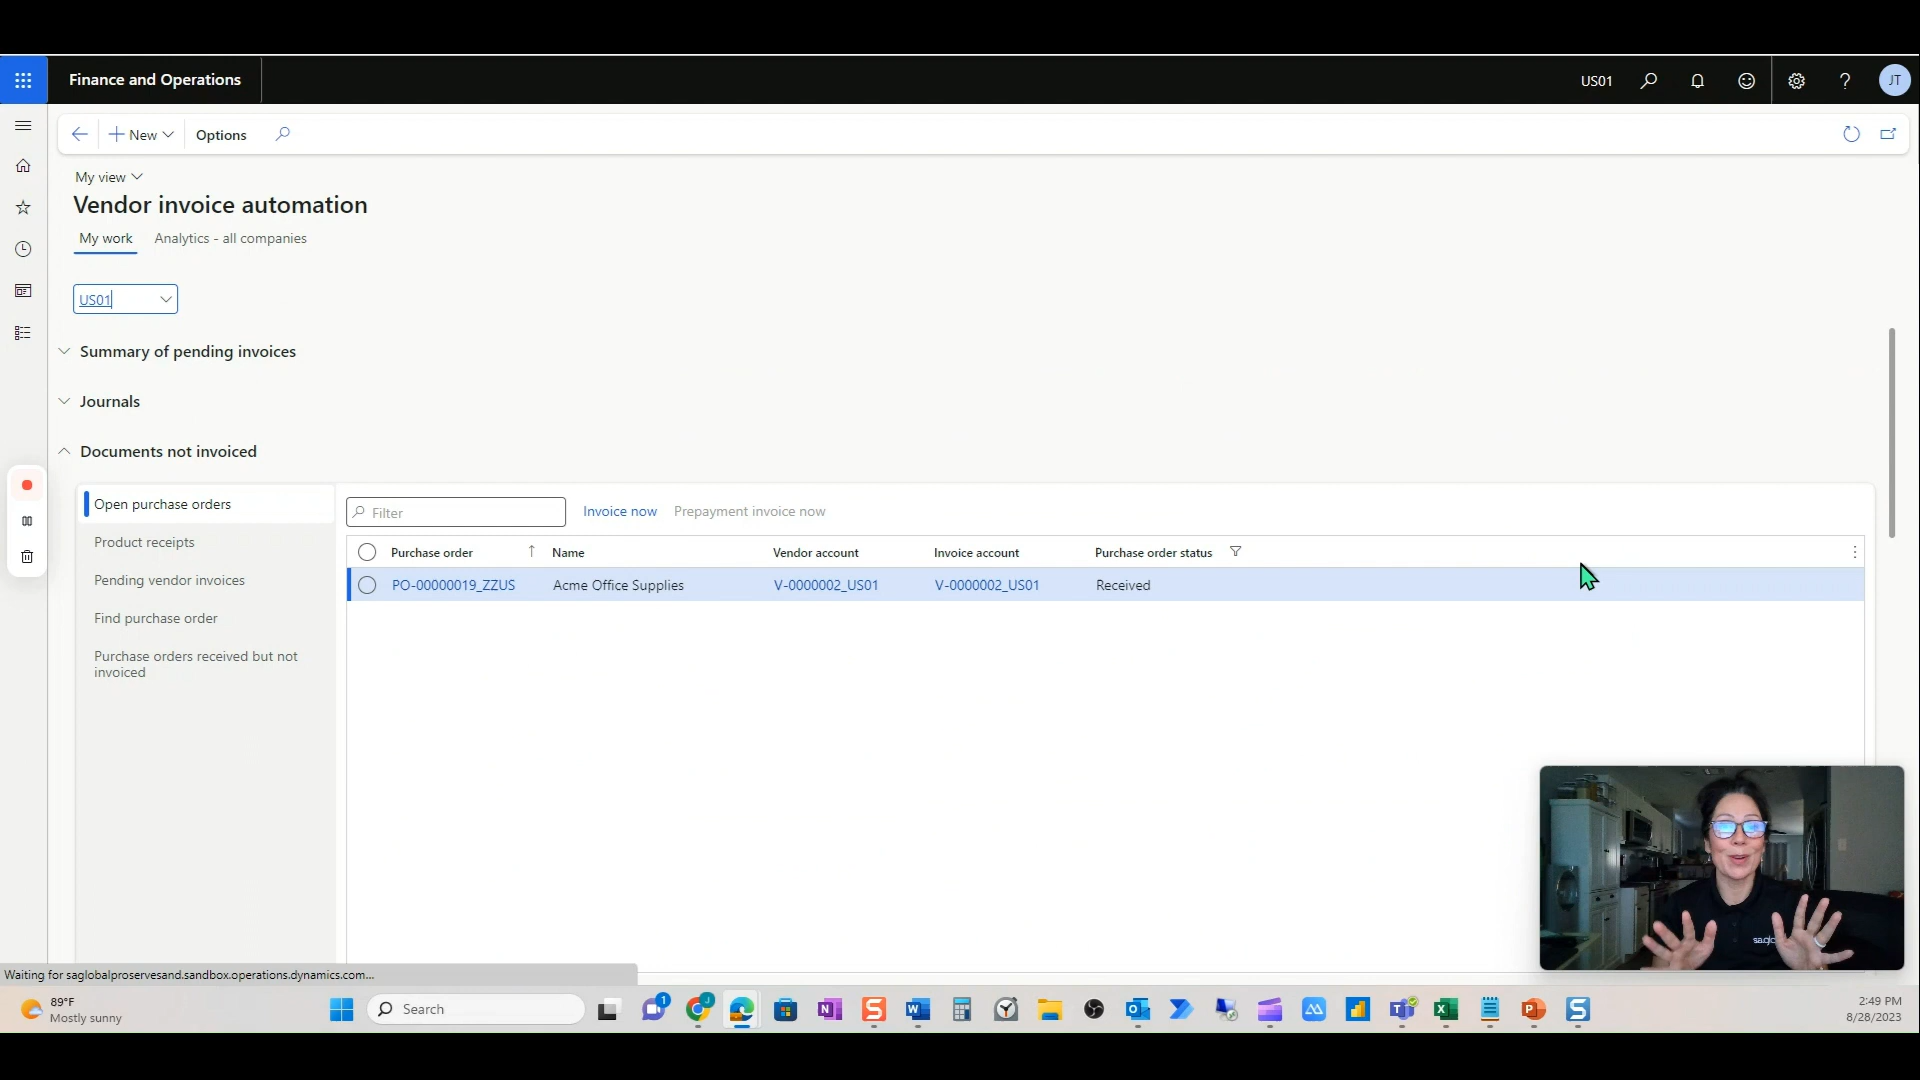 Finance and Operations
US01
JT
New
Options
My view
Vendor invoice automation
My work
Analytics - all companies
US01
Summary of pending invoices
Journals
Documents not invoiced
Open purchase orders
Product receipts
Pending vendor invoices
Find purchase order
Purchase orders received but not
invoiced
Filter
Invoice now
Prepayment invoice now
Purchase order
Name
Vendor account
Invoice account
Purchase order status
PO-00000019_ZZUS
Acme Office Supplies
V-0000002_US01
V-0000002_US01
Received
Waiting for saglobalproservesand.sandbox.operations.dynamics.com...
89°F
Mostly sunny
Search
1
J
2:49 PM
8/28/2023